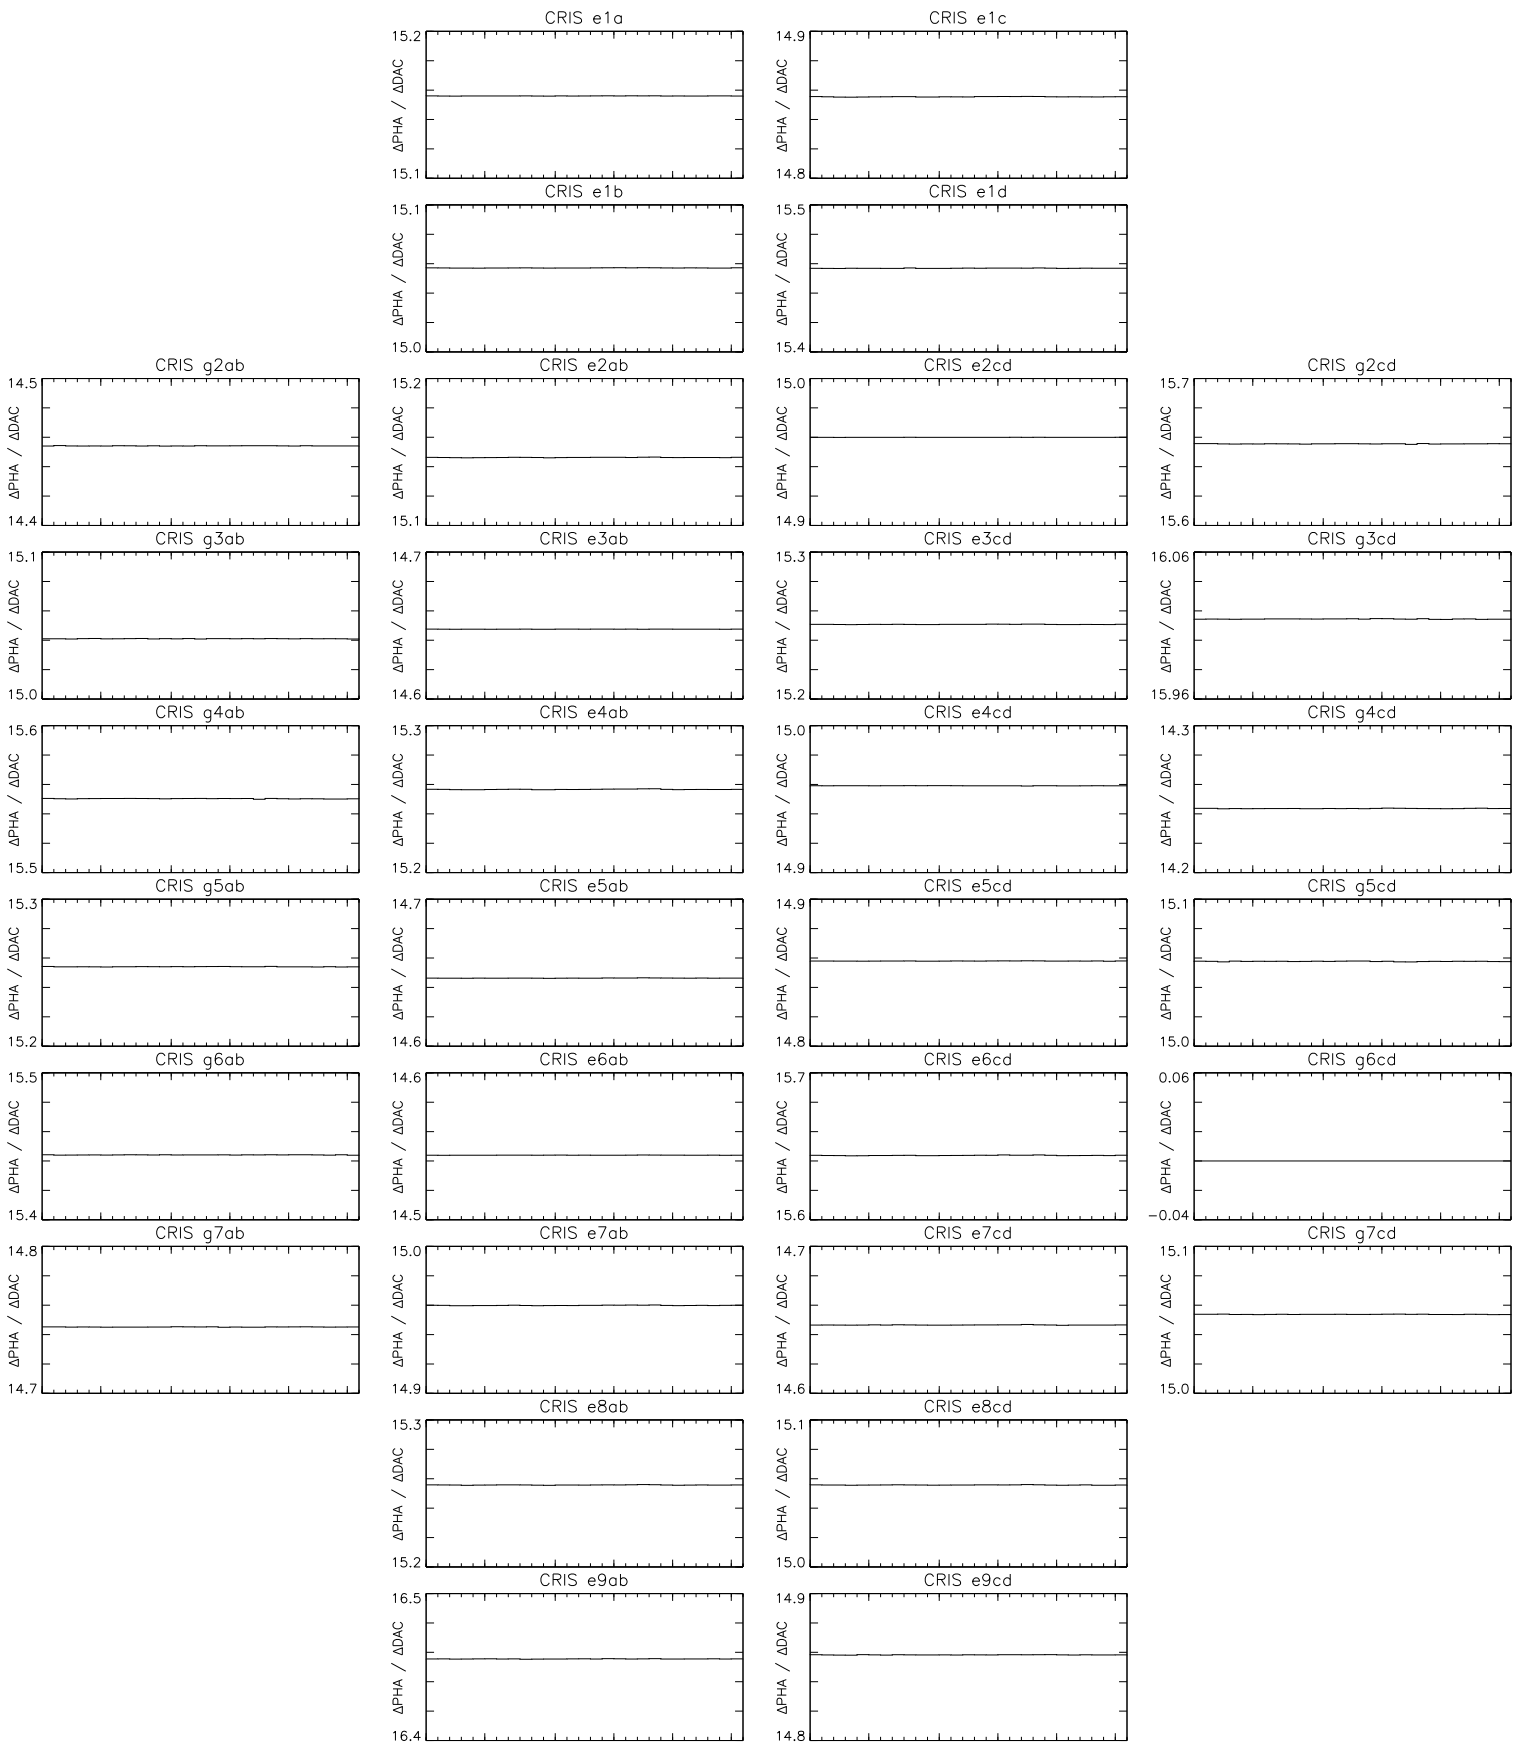 CRIS e1a
15.2
ΔPHA / ΔDAC
15.1
CRIS e1c
14.9
ΔPHA / ΔDAC
14.8
CRIS e1b
15.1
ΔPHA / ΔDAC
15.0
CRIS e1d
15.5
ΔPHA / ΔDAC
15.4
CRIS g2ab
14.5
ΔPHA / ΔDAC
14.4
CRIS e2ab
15.2
ΔPHA / ΔDAC
15.1
CRIS e2cd
15.0
ΔPHA / ΔDAC
14.9
CRIS g2cd
15.7
ΔPHA / ΔDAC
15.6
CRIS g3ab
15.1
ΔPHA / ΔDAC
15.0
CRIS e3ab
14.7
ΔPHA / ΔDAC
14.6
CRIS e3cd
15.3
ΔPHA / ΔDAC
15.2
CRIS g3cd
16.06
ΔPHA / ΔDAC
15.96
CRIS g4ab
15.6
ΔPHA / ΔDAC
15.5
CRIS e4ab
15.3
ΔPHA / ΔDAC
15.2
CRIS e4cd
15.0
ΔPHA / ΔDAC
14.9
CRIS g4cd
14.3
ΔPHA / ΔDAC
14.2
CRIS g5ab
15.3
ΔPHA / ΔDAC
15.2
CRIS e5ab
14.7
ΔPHA / ΔDAC
14.6
CRIS e5cd
14.9
ΔPHA / ΔDAC
14.8
CRIS g5cd
15.1
ΔPHA / ΔDAC
15.0
CRIS g6ab
15.5
ΔPHA / ΔDAC
15.4
CRIS e6ab
14.6
ΔPHA / ΔDAC
14.5
CRIS e6cd
15.7
ΔPHA / ΔDAC
15.6
CRIS g6cd
0.06
ΔPHA / ΔDAC
−0.04
CRIS g7ab
14.8
ΔPHA / ΔDAC
14.7
CRIS e7ab
15.0
ΔPHA / ΔDAC
14.9
CRIS e7cd
14.7
ΔPHA / ΔDAC
14.6
CRIS g7cd
15.1
ΔPHA / ΔDAC
15.0
CRIS e8ab
15.3
ΔPHA / ΔDAC
15.2
CRIS e8cd
15.1
ΔPHA / ΔDAC
15.0
CRIS e9ab
16.5
ΔPHA / ΔDAC
16.4
CRIS e9cd
14.9
ΔPHA / ΔDAC
14.8